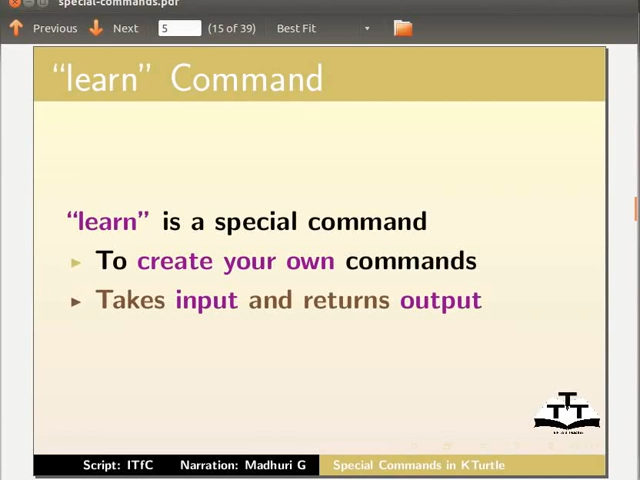 special-commands.pdf
Previous Next 5 (15 of 39) Best Fit
“learn” Command
“learn” is a special command
To create your own commands
Takes input and returns output
T
T T T
Script: ITfC Narration: Madhuri G Special Commands in KTurtle